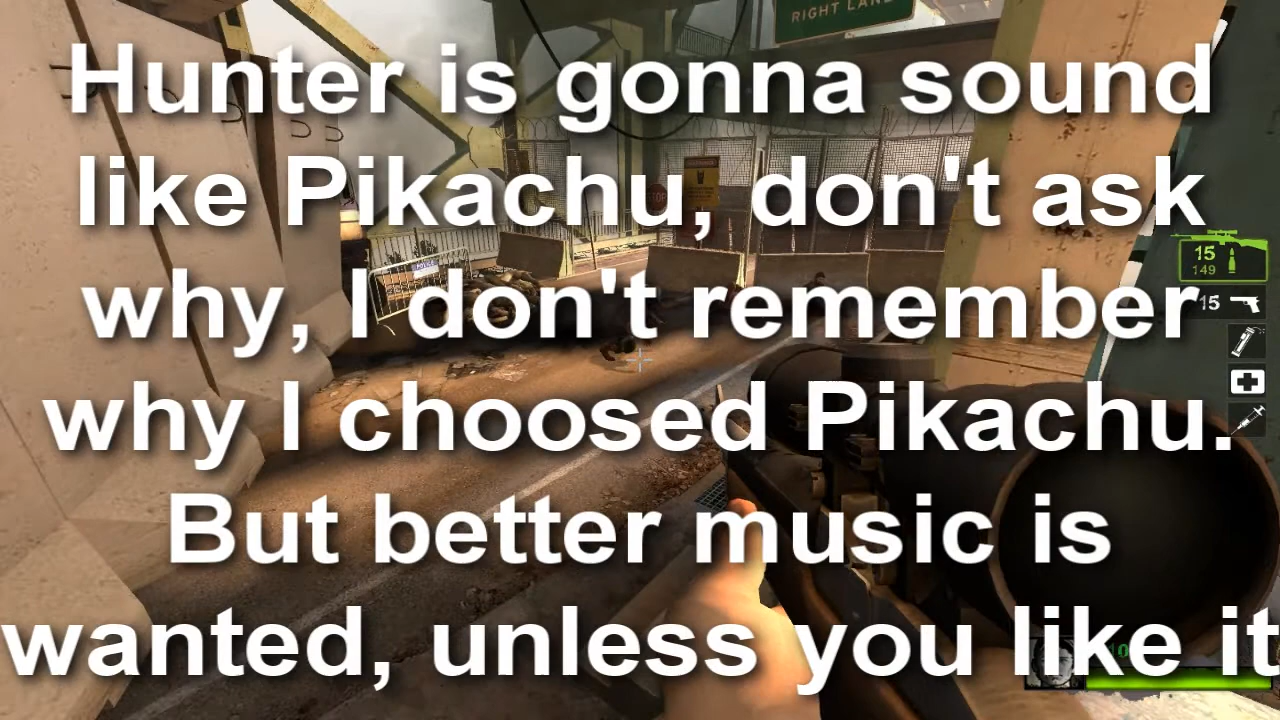 RIGHT LANE
Hunter is gonna sound
like Pikachu, don't ask
why, I don't remember
why I choosed Pikachu.
But better music is
wanted, unless you like it
15
149
15